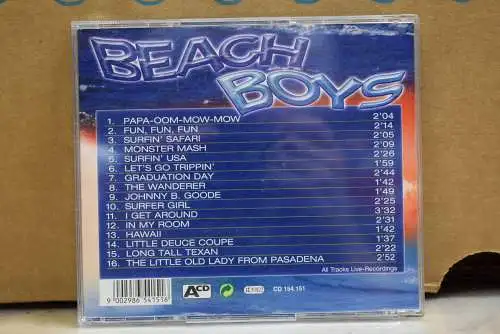 BEACH
BOYS
1. PAPA-OOM-MOW-MOW 2'04
2. FUN, FUN, FUN 2'14
3. SURFIN' SAFARI 2'05
4. MONSTER MASH 2'09
5. SURFIN' USA 2'26
6. LET'S GO TRIPPIN' 1'59
7. GRADUATION DAY 2'44
8. THE WANDERER 1'42
9. JOHNNY B. GOODE 1'49
10. SURFER GIRL 2'25
11. I GET AROUND 3'32
12. IN MY ROOM 2'31
13. HAWAII 1'42
14. LITTLE DEUCE COUPE 1'37
15. LONG TALL TEXAN 2'22
16. THE LITTLE OLD LADY FROM PASADENA 2'52
All Tracks Live-Recordings
9 002986 541516
ACD
CD 154.151